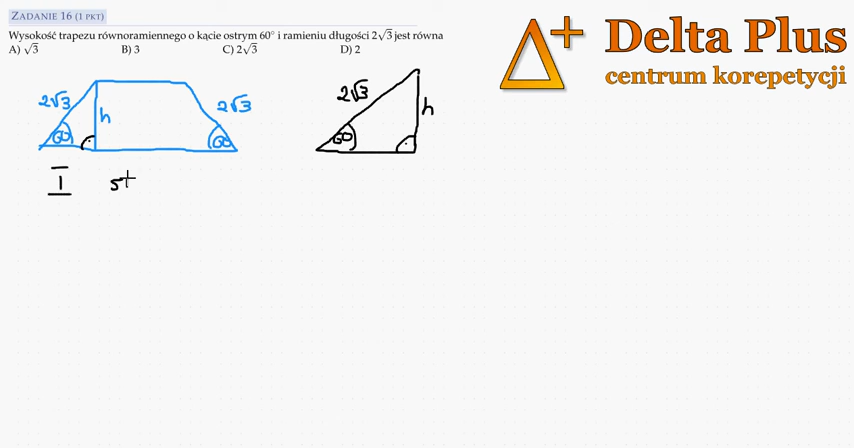 ZADANIE 16 (1 PKT)
Wysokość trapezu równoramiennego o kącie ostrym 60° i ramieniu długości 2√3 jest równa
A) √3 B) 3 C) 2√3 D) 2
Delta Plus
centrum korepetycji
2√3 h 2√3
60 60
2√3 h
60
I st